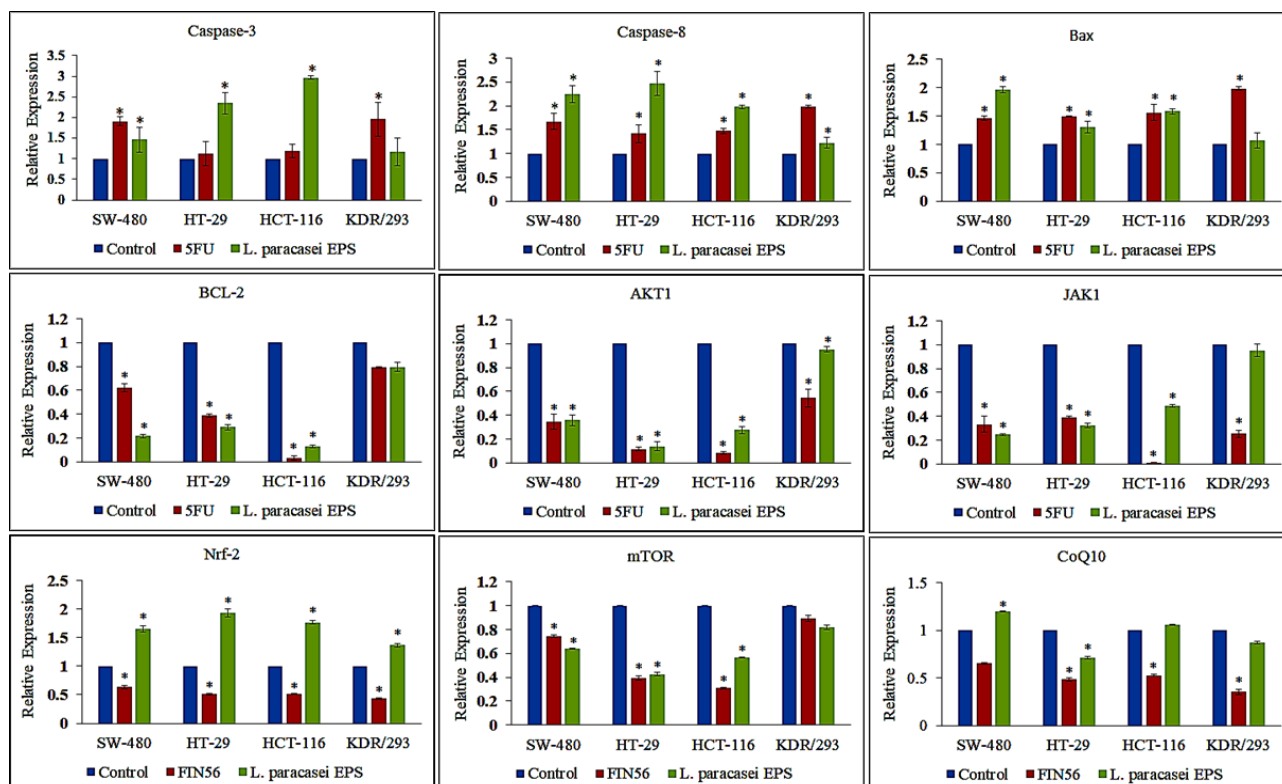 Caspase-3
Relative Expression
3.5
3
2.5
2
1.5
1
0.5
0
* * * * *
SW-480 HT-29 HCT-116 KDR/293
Control 5FU L. paracasei EPS
Caspase-8
Relative Expression
3
2.5
2
1.5
1
0.5
0
* * * * * * * *
SW-480 HT-29 HCT-116 KDR/293
Control 5FU L. paracasei EPS
Bax
Relative Expression
2.5
2
1.5
1
0.5
0
* * * * * * *
SW-480 HT-29 HCT-116 KDR/293
Control 5FU L. paracasei EPS
BCL-2
Relative Expression
1.2
1
0.8
0.6
0.4
0.2
0
* * * * * *
SW-480 HT-29 HCT-116 KDR/293
Control 5FU L. paracasei EPS
AKT1
Relative Expression
1.2
1
0.8
0.6
0.4
0.2
0
* * * * * * * *
SW-480 HT-29 HCT-116 KDR/293
Control 5FU L. paracasei EPS
JAK1
Relative Expression
1.2
1
0.8
0.6
0.4
0.2
0
* * * * * * *
SW-480 HT-29 HCT-116 KDR/293
Control 5FU L. paracasei EPS
Nrf-2
Relative Expression
2.5
2
1.5
1
0.5
0
* * * * * * * *
SW-480 HT-29 HCT-116 KDR/293
Control FIN56 L. paracasei EPS
mTOR
Relative Expression
1.2
1
0.8
0.6
0.4
0.2
0
* * * * * *
SW-480 HT-29 HCT-116 KDR/293
Control FIN56 L. paracasei EPS
CoQ10
Relative Expression
1.5
1
0.5
0
* * * * *
SW-480 HT-29 HCT-116 KDR/293
Control FIN56 L. paracasei EPS